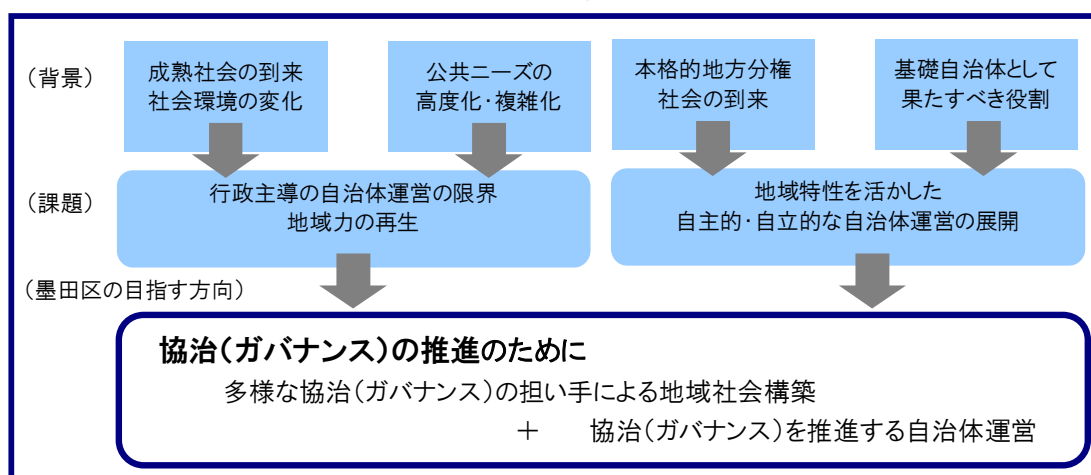 (背景)
成熟社会の到来
社会環境の変化
公共ニーズの
高度化・複雑化
本格的地方分権
社会の到来
基礎自治体として
果たすべき役割
(課題)
行政主導の自治体運営の限界
地域力の再生
地域特性を活かした
自主的・自立的な自治体運営の展開
(墨田区の目指す方向)
協治(ガバナンス)の推進のために
多様な協治(ガバナンス)の担い手による地域社会構築
+ 協治(ガバナンス)を推進する自治体運営